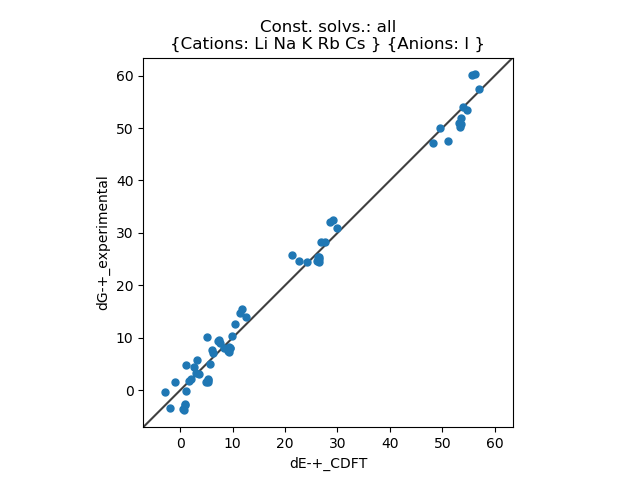 Const. solvs.: all
{Cations: Li Na K Rb Cs } {Anions: I }
60
50
40
30
20
10
0
dG-+_experimental
0 10 20 30 40 50 60
dE-+_CDFT